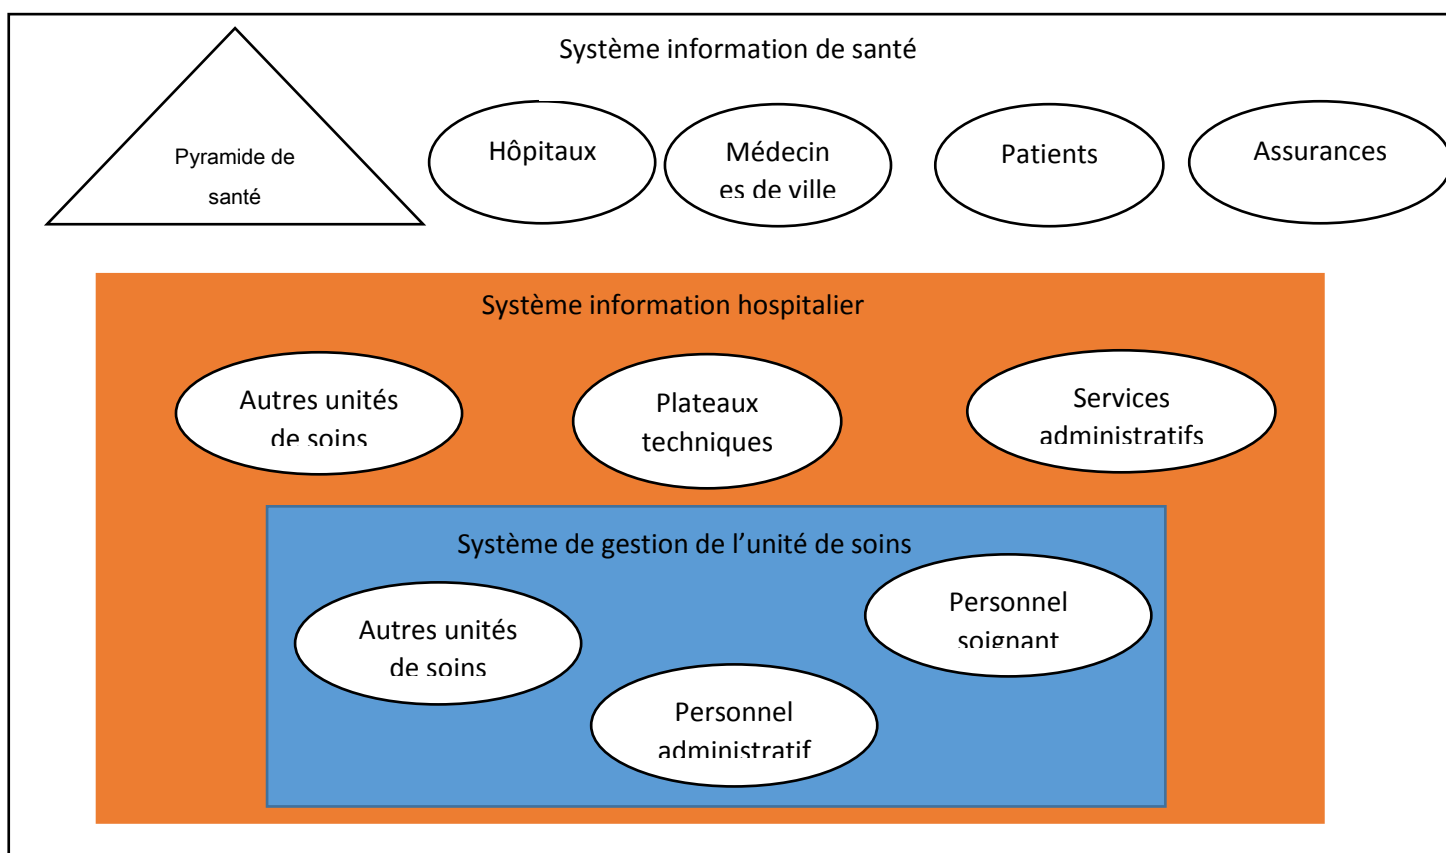 Système information de santé
Pyramide de
santé
Hôpitaux
Médecin
es de ville
Patients
Assurances
Système information hospitalier
Autres unités
de soins
Plateaux
techniques
Services
administratifs
Système de gestion de l’unité de soins
Autres unités
de soins
Personnel
administratif
Personnel
soignant